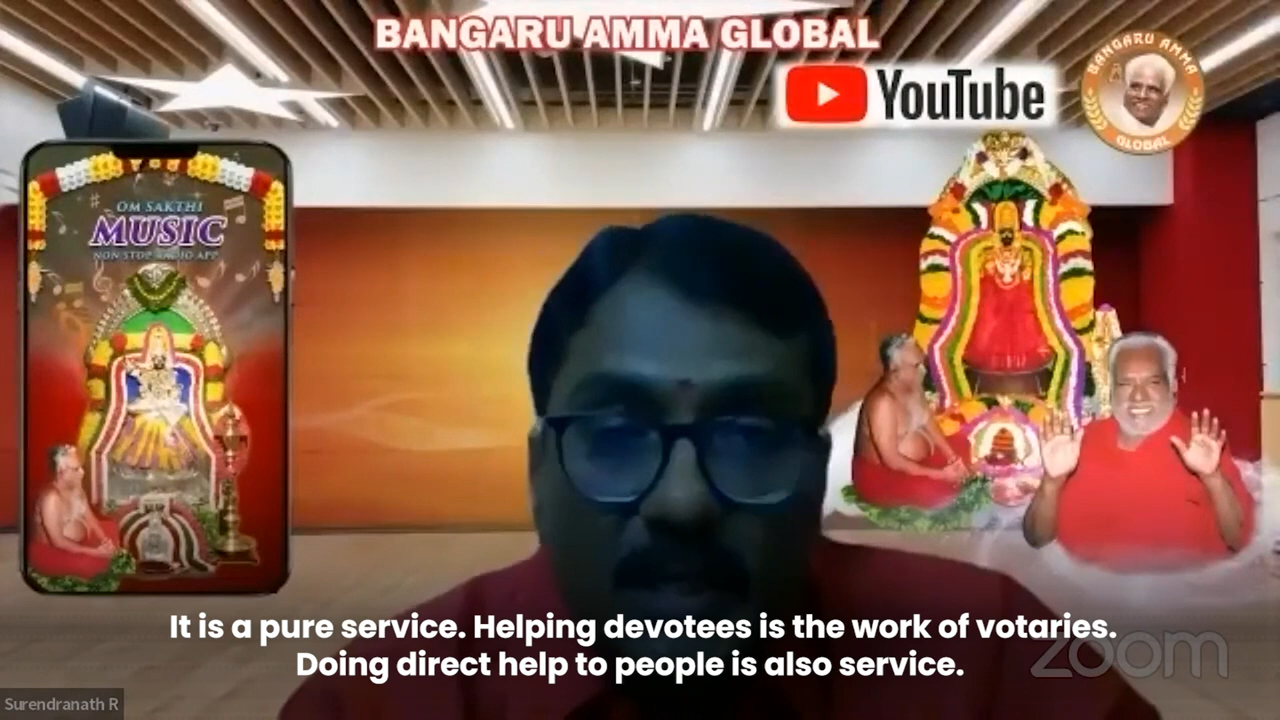 BANGARU AMMA GLOBAL
YouTube
BANGARU AMMA
GLOBAL
OM SAKTHI
MUSIC
NON STOP RADIO APP
It is a pure service. Helping devotees is the work of votaries.
Doing direct help to people is also service.
zoom
Surendranath R